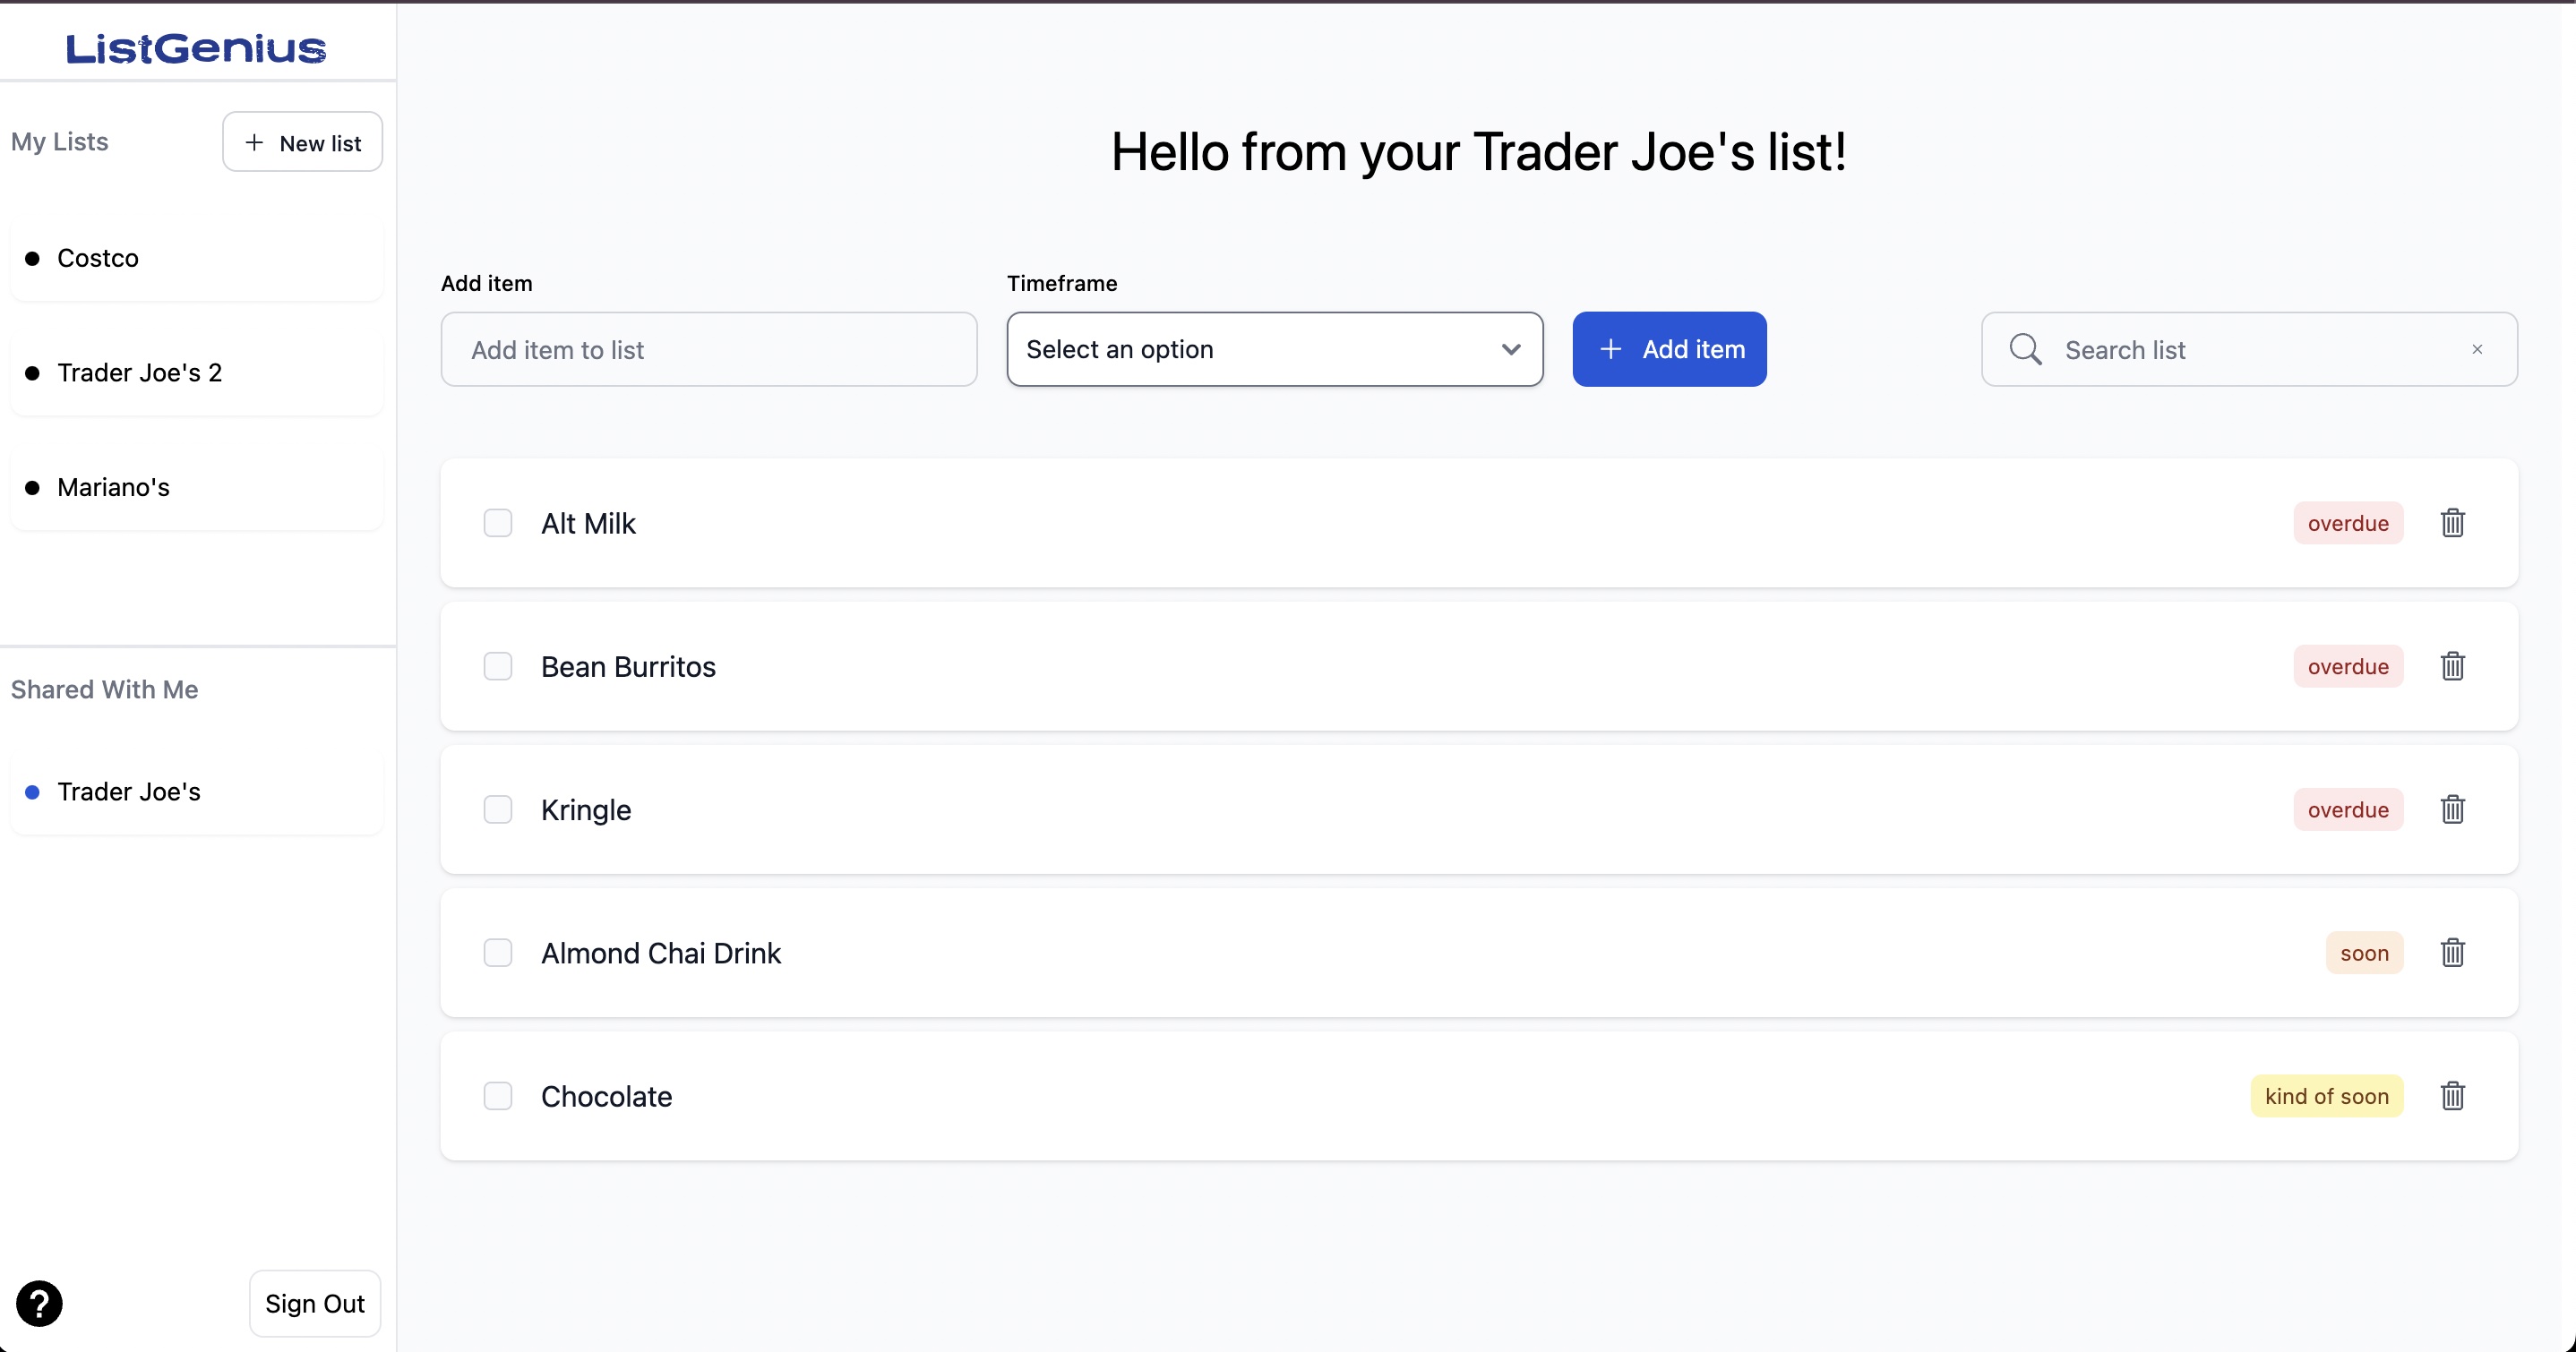 ListGenius
My Lists
New list
Costco
Trader Joe's 2
Mariano's
Shared With Me
Trader Joe's
Sign Out
Hello from your Trader Joe's list!
Add item
Timeframe
Add item to list
Select an option
Add item
Search list
Alt Milk
overdue
Bean Burritos
overdue
Kringle
overdue
Almond Chai Drink
soon
Chocolate
kind of soon